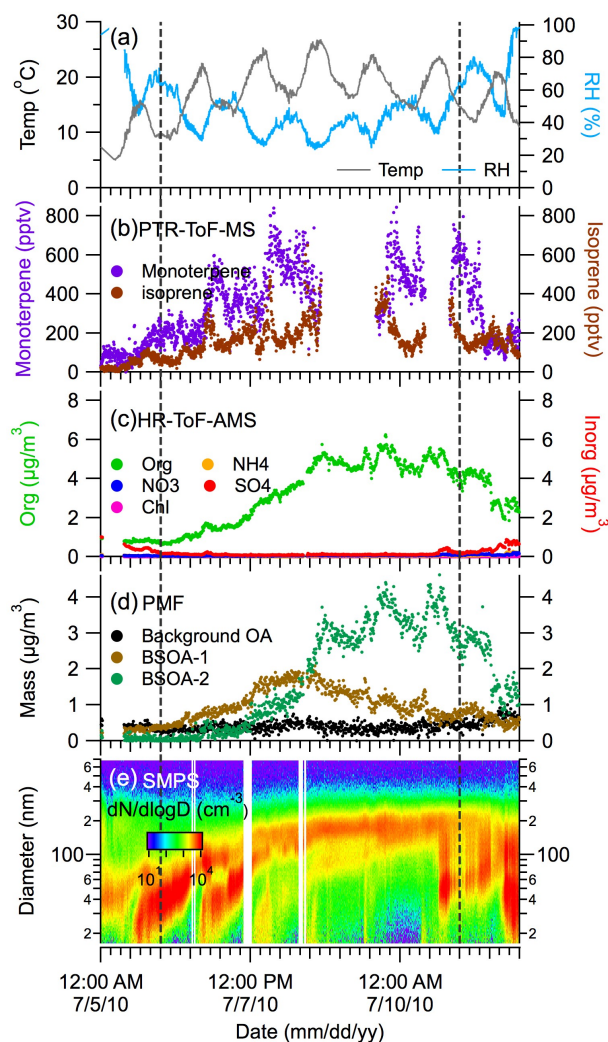 (a)
30
20
10
0
Temp (°C)
100
80
60
40
20
0
RH (%)
Temp
RH
(b) PTR-ToF-MS
800
600
400
200
0
Monoterpene (pptv)
Monoterpene
isoprene
500
400
300
200
100
0
Isoprene (pptv)
(c) HR-ToF-AMS
8
6
4
2
0
Org (µg/m³)
Org
NH4
NO3
SO4
Chl
6
4
2
0
Inorg (µg/m³)
(d) PMF
4
3
2
1
0
Mass (µg/m³)
Background OA
BSOA-1
BSOA-2
4
3
2
1
0
(e) SMPS
dN/dlogD (cm⁻³)
10¹
10⁴
6
4
2
100
6
4
2
Diameter (nm)
6
4
2
100
6
4
2
12:00 AM
7/5/10
12:00 PM
7/7/10
12:00 AM
7/10/10
Date (mm/dd/yy)